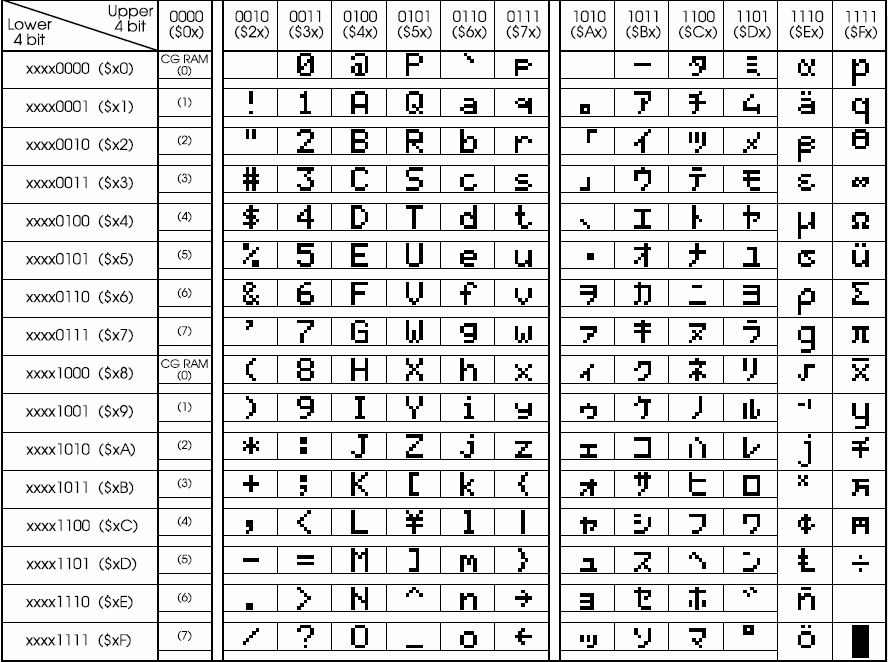 Upper 4 bit Lower 4 bit 0000 ($0x) 0010 ($2x) 0011 ($3x) 0100 ($4x) 0101 ($5x) 0110 ($6x) 0111 ($7x) 1010 ($Ax) 1011 ($Bx) 1100 ($Cx) 1101 ($Dx) 1110 ($Ex) 1111 ($Fx)
xxxx0000 ($x0) CG RAM (0) 0 @ P ` p ー タ ミ α p
xxxx0001 ($x1) (1) ! 1 A Q a q 。 ア チ ム ä q
xxxx0010 ($x2) (2) " 2 B R b r 「 イ ツ メ β θ
xxxx0011 ($x3) (3) # 3 C S c s 」 ウ テ モ ε ∞
xxxx0100 ($x4) (4) $ 4 D T d t 、 エ ト ヤ μ Ω
xxxx0101 ($x5) (5) % 5 E U e u ・ オ ナ ユ σ ü
xxxx0110 ($x6) (6) & 6 F V f v ヲ カ ニ ヨ ρ Σ
xxxx0111 ($x7) (7) ' 7 G W g w ァ キ ヌ ラ g π
xxxx1000 ($x8) CG RAM (0) ( 8 H X h x ィ ク ネ リ √ x̄
xxxx1001 ($x9) (1) ) 9 I Y i y ゥ ケ ノ ル ⁻¹ y
xxxx1010 ($xA) (2) * : J Z j z ェ コ ハ レ j 千
xxxx1011 ($xB) (3) + ; K [ k { ォ サ ヒ ロ ˣ 万
xxxx1100 ($xC) (4) , < L ¥ l | ャ シ フ ワ ¢ 円
xxxx1101 ($xD) (5) - = M ] m } ュ ス ヘ ン Ł ÷
xxxx1110 ($xE) (6) . > N ^ n → ョ セ ホ ゛ ñ
xxxx1111 ($xF) (7) / ? O _ o ← ッ ソ マ ゜ ö █